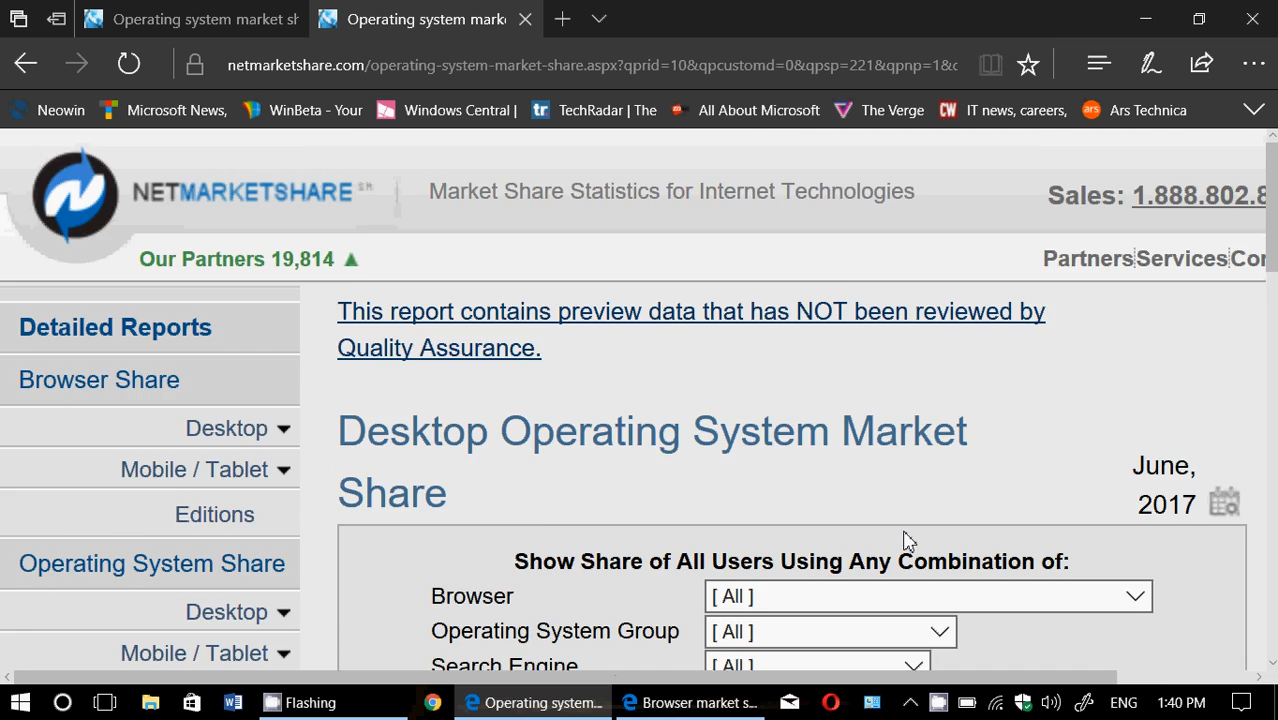 Operating system market sh
Operating system marke
netmarketshare.com/operating-system-market-share.aspx?qprid=10&qpcustomd=0&qpsp=221&qpnp=1&c
Neowin
Microsoft News,
WinBeta - Your
Windows Central |
tr
TechRadar | The
All About Microsoft
The Verge
CW
IT news, careers,
ars
Ars Technica
NETMARKETSHARE SM
Market Share Statistics for Internet Technologies
Sales: 1.888.802.8
Our Partners 19,814 ▲
Partners
Services
Cor
Detailed Reports
Browser Share
Desktop
Mobile / Tablet
Editions
Operating System Share
Desktop
Mobile / Tablet
This report contains preview data that has NOT been reviewed by
Quality Assurance.
Desktop Operating System Market
Share
June,
2017
Show Share of All Users Using Any Combination of:
Browser [ All ]
Operating System Group [ All ]
Search Engine [ All ]
Flashing
Operating system...
Browser market s...
ENG
1:40 PM